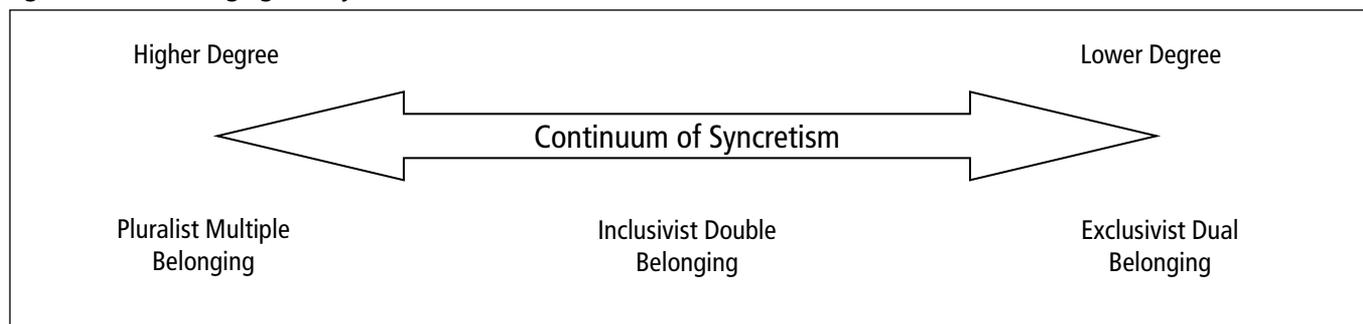 Higher Degree
Lower Degree
Continuum of Syncretism
Pluralist Multiple
Belonging
Inclusivist Double
Belonging
Exclusivist Dual
Belonging